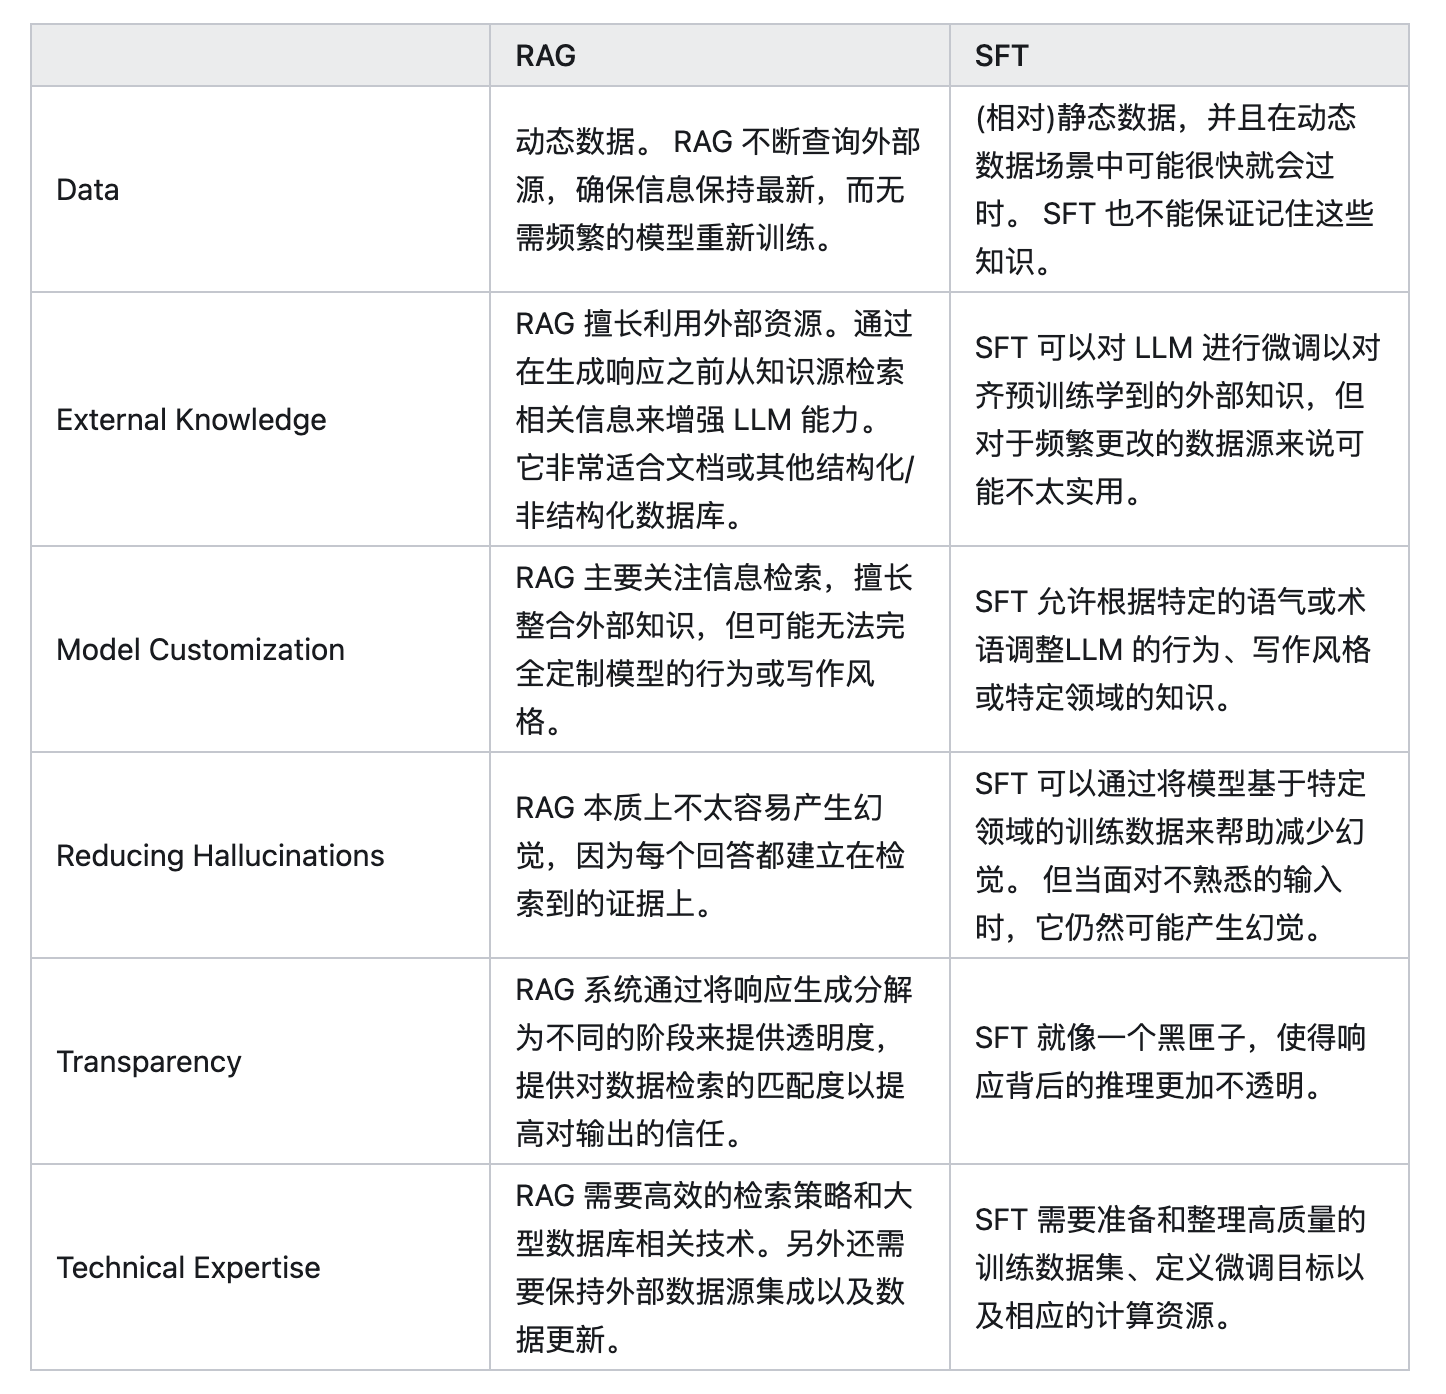 RAG
SFT
Data
动态数据。 RAG 不断查询外部
源，确保信息保持最新，而无
需频繁的模型重新训练。
(相对)静态数据，并且在动态
数据场景中可能很快就会过
时。 SFT 也不能保证记住这些
知识。
External Knowledge
RAG 擅长利用外部资源。通过
在生成响应之前从知识源检索
相关信息来增强 LLM 能力。
它非常适合文档或其他结构化/
非结构化数据库。
SFT 可以对 LLM 进行微调以对
齐预训练学到的外部知识，但
对于频繁更改的数据源来说可
能不太实用。
Model Customization
RAG 主要关注信息检索，擅长
整合外部知识，但可能无法完
全定制模型的行为或写作风
格。
SFT 允许根据特定的语气或术
语调整LLM 的行为、写作风格
或特定领域的知识。
Reducing Hallucinations
RAG 本质上不太容易产生幻
觉，因为每个回答都建立在检
索到的证据上。
SFT 可以通过将模型基于特定
领域的训练数据来帮助减少幻
觉。 但当面对不熟悉的输入
时，它仍然可能产生幻觉。
Transparency
RAG 系统通过将响应生成分解
为不同的阶段来提供透明度，
提供对数据检索的匹配度以提
高对输出的信任。
SFT 就像一个黑匣子，使得响
应背后的推理更加不透明。
Technical Expertise
RAG 需要高效的检索策略和大
型数据库相关技术。另外还需
要保持外部数据源集成以及数
据更新。
SFT 需要准备和整理高质量的
训练数据集、定义微调目标以
及相应的计算资源。